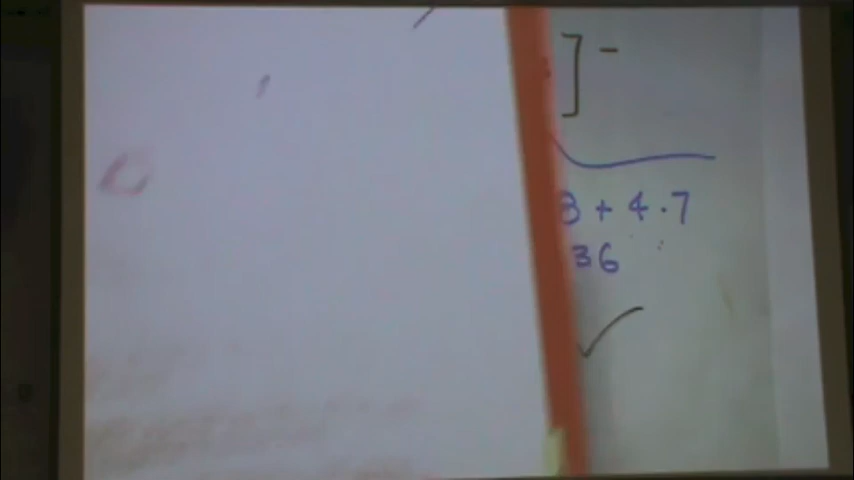 ] -
8 + 4.7
36